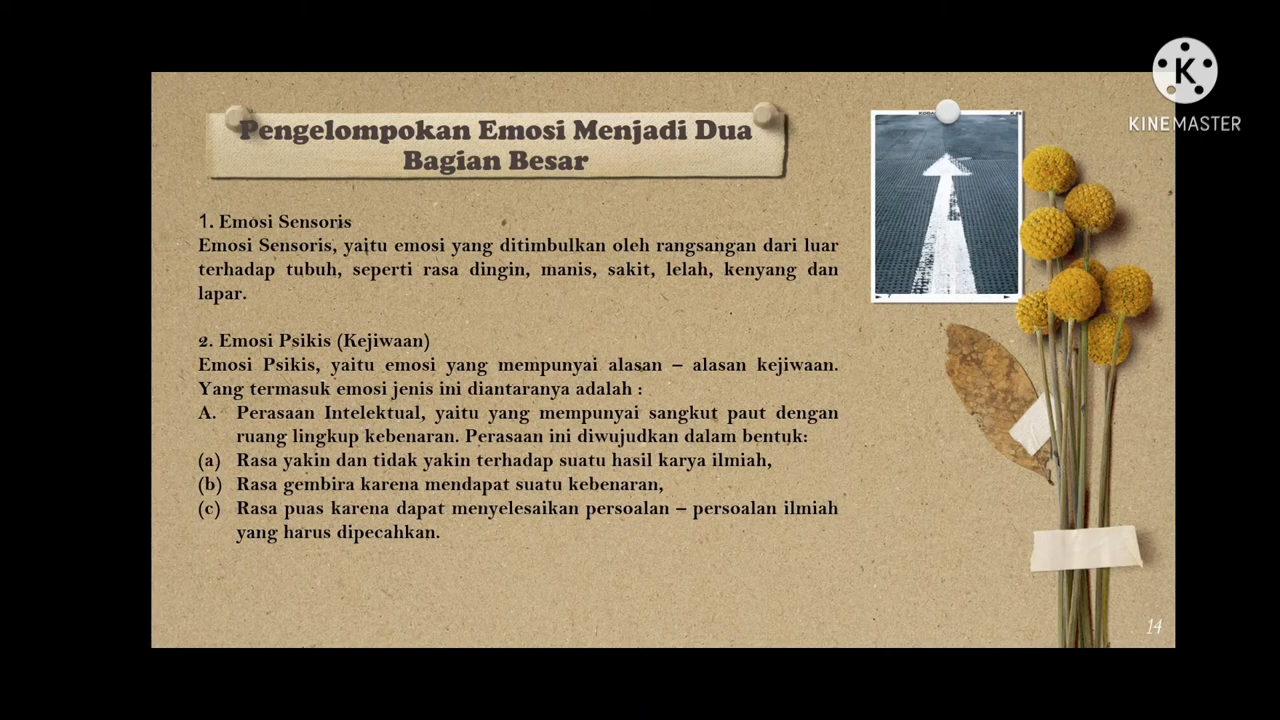 KINEMASTER
Pengelompokan Emosi Menjadi Dua
Bagian Besar
1. Emosi Sensoris
Emosi Sensoris, yaitu emosi yang ditimbulkan oleh rangsangan dari luar
terhadap tubuh, seperti rasa dingin, manis, sakit, lelah, kenyang dan
lapar.
2. Emosi Psikis (Kejiwaan)
Emosi Psikis, yaitu emosi yang mempunyai alasan – alasan kejiwaan.
Yang termasuk emosi jenis ini diantaranya adalah :
A. Perasaan Intelektual, yaitu yang mempunyai sangkut paut dengan
ruang lingkup kebenaran. Perasaan ini diwujudkan dalam bentuk:
(a) Rasa yakin dan tidak yakin terhadap suatu hasil karya ilmiah,
(b) Rasa gembira karena mendapat suatu kebenaran,
(c) Rasa puas karena dapat menyelesaikan persoalan – persoalan ilmiah
yang harus dipecahkan.
14